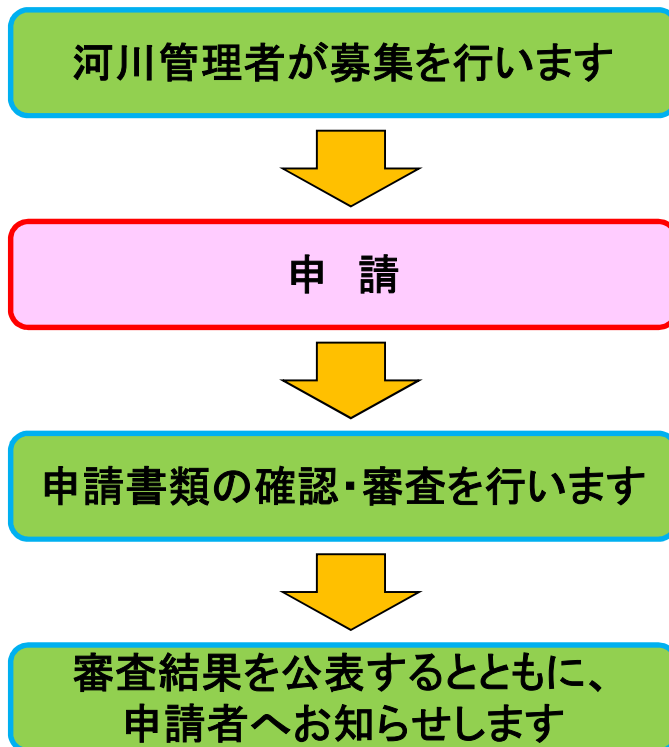 河川管理者が募集を行います
申　請
申請書類の確認・審査を行います
審査結果を公表するとともに、
申請者へお知らせします